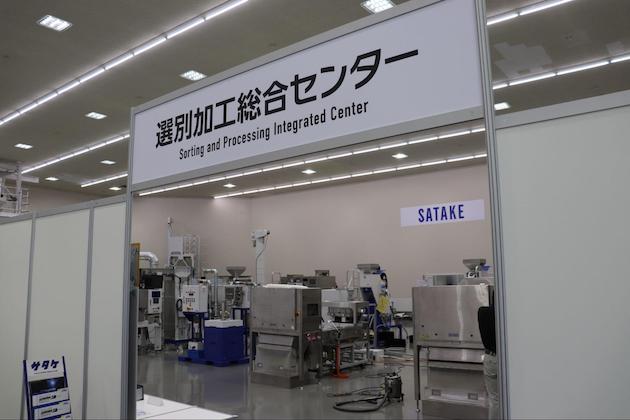 選別加工総合センター
Sorting and Processing Integrated Center
SATAKE
サタケ